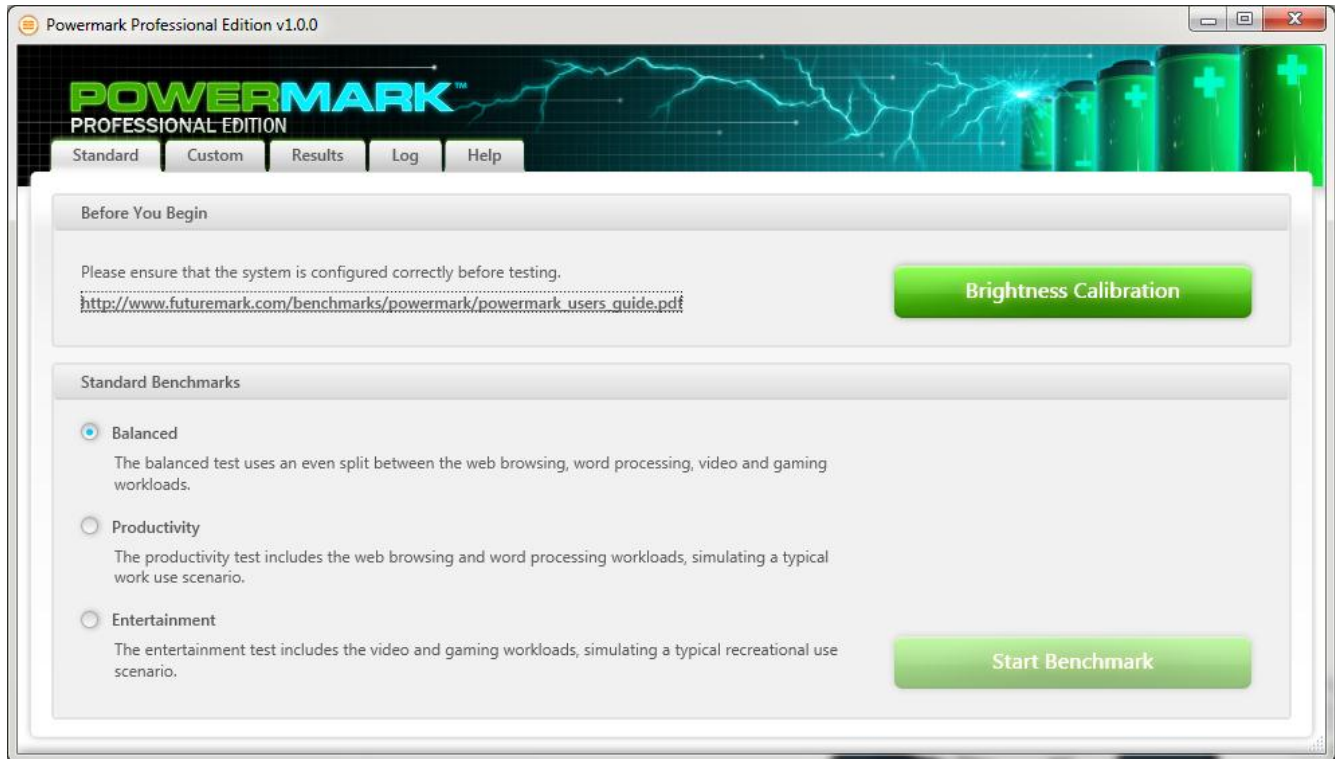 Powermark Professional Edition v1.0.0
POWERMARK™
PROFESSIONAL EDITION
Standard Custom Results Log Help
Before You Begin
Please ensure that the system is configured correctly before testing.
http://www.futuremark.com/benchmarks/powermark/powermark_users_guide.pdf
Brightness Calibration
Standard Benchmarks
Balanced
The balanced test uses an even split between the web browsing, word processing, video and gaming
workloads.
Productivity
The productivity test includes the web browsing and word processing workloads, simulating a typical
work use scenario.
Entertainment
The entertainment test includes the video and gaming workloads, simulating a typical recreational use
scenario.
Start Benchmark